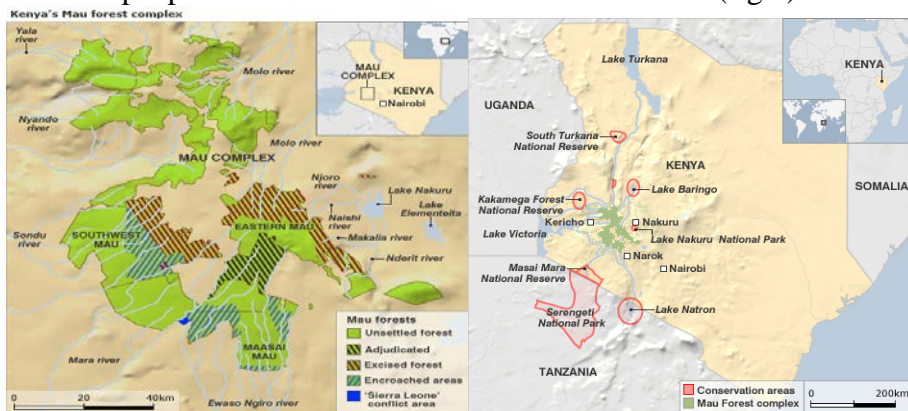 Kenya's Mau forest complex
Yala
river
Molo river
MAU
COMPLEX
KENYA
Nairobi
Nyando
river
Molo river
MAU COMPLEX
Njoro
river
Lake Nakuru
Naishi
river
Lake
Elementeita
SOUTHWEST
MAU
EASTERN MAU
Makalia river
Sondu
river
Nderit river
Mau forests
Unsettled forest
Adjudicated
Excised forest
Encroached areas
'Sierra Leone'
conflict area
Mara river
MAASAI
MAU
Ewaso Ngiro river
0 20 40km
KENYA
Lake Turkana
UGANDA
South Turkana
National Reserve
KENYA
SOMALIA
Lake Baringo
Kakamega Forest
National Reserve
Kericho
Nakuru
Lake Victoria
Lake Nakuru National Park
Narok
Masai Mara
National Reserve
Nairobi
Serengeti
National Park
Lake Natron
TANZANIA
Conservation areas
Mau Forest complex
0 200km